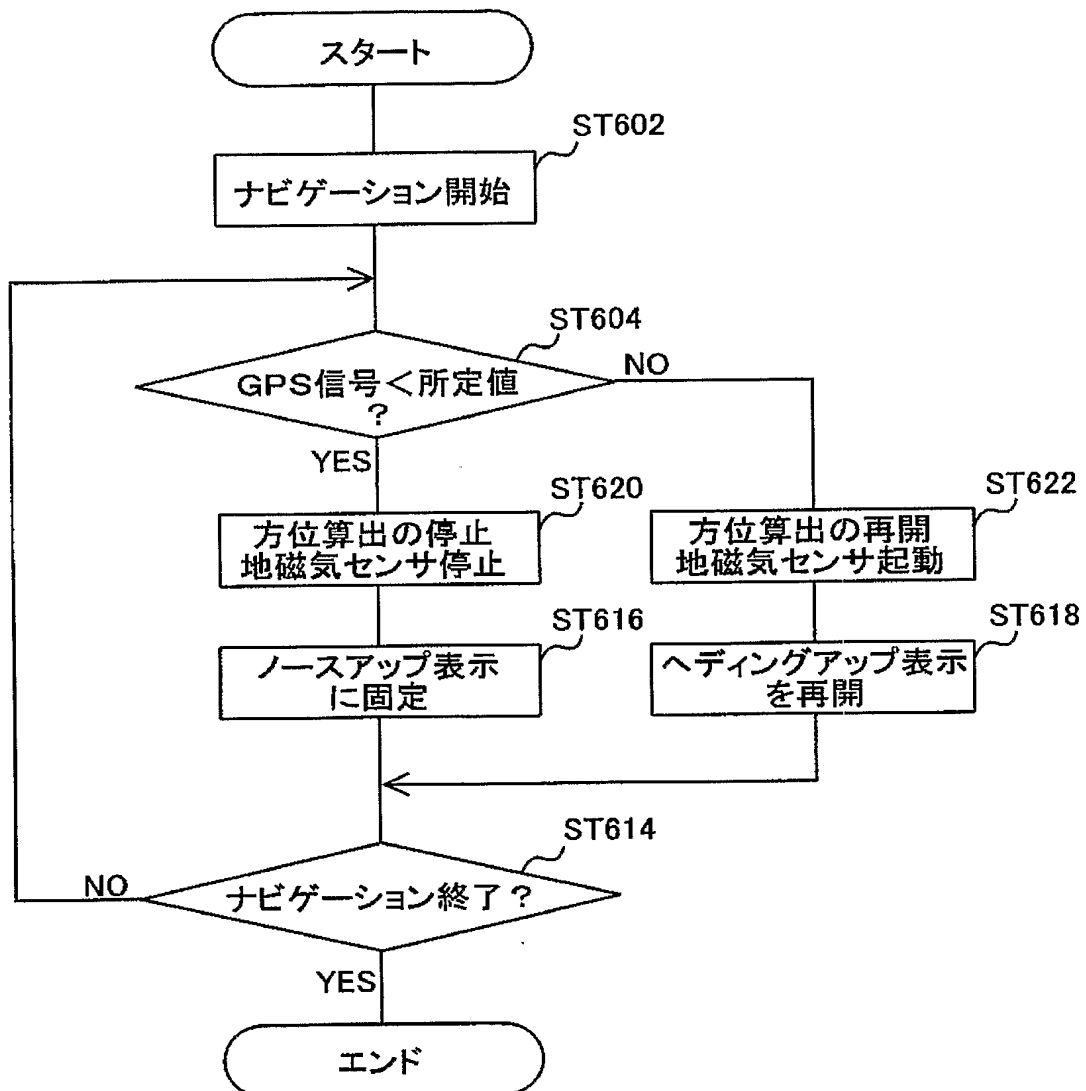 スタート
ST602
ナビゲーション開始
ST604
GPS信号＜所定値
？
NO
YES
ST620
方位算出の停止
地磁気センサ停止
ST622
方位算出の再開
地磁気センサ起動
ST616
ノースアップ表示
に固定
ST618
ヘディングアップ表示
を再開
ST614
ナビゲーション終了？
NO
YES
エンド